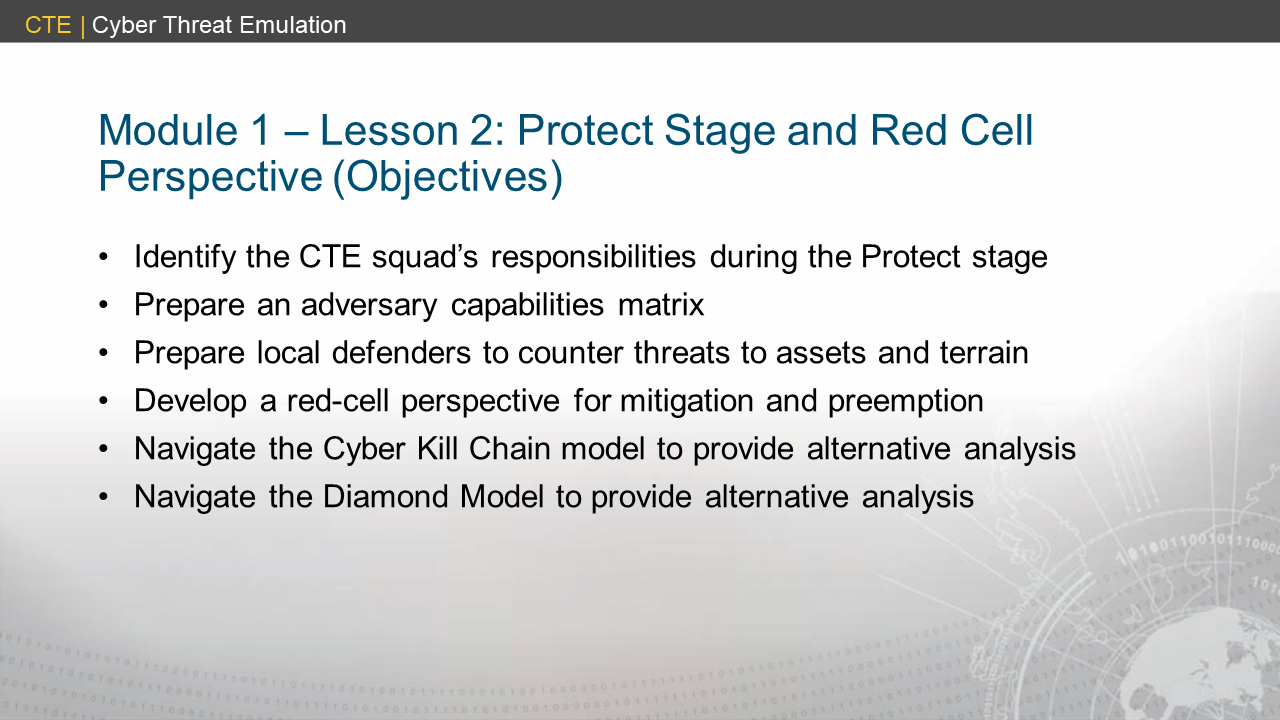 CTE | Cyber Threat Emulation
Module 1 – Lesson 2: Protect Stage and Red Cell
Perspective (Objectives)
• Identify the CTE squad’s responsibilities during the Protect stage
• Prepare an adversary capabilities matrix
• Prepare local defenders to counter threats to assets and terrain
• Develop a red-cell perspective for mitigation and preemption
• Navigate the Cyber Kill Chain model to provide alternative analysis
• Navigate the Diamond Model to provide alternative analysis